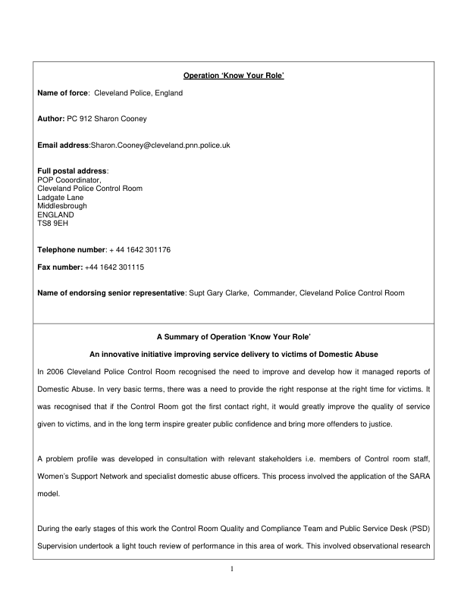 Operation ‘Know Your Role’
Name of force: Cleveland Police, England
Author: PC 912 Sharon Cooney
Email address:Sharon.Cooney@cleveland.pnn.police.uk
Full postal address:
POP Cooordinator,
Cleveland Police Control Room
Ladgate Lane
Middlesbrough
ENGLAND
TS8 9EH
Telephone number: + 44 1642 301176
Fax number: +44 1642 301115
Name of endorsing senior representative: Supt Gary Clarke, Commander, Cleveland Police Control Room
A Summary of Operation ‘Know Your Role’
An innovative initiative improving service delivery to victims of Domestic Abuse
In 2006 Cleveland Police Control Room recognised the need to improve and develop how it managed reports of
Domestic Abuse. In very basic terms, there was a need to provide the right response at the right time for victims. It
was recognised that if the Control Room got the first contact right, it would greatly improve the quality of service
given to victims, and in the long term inspire greater public confidence and bring more offenders to justice.
A problem profile was developed in consultation with relevant stakeholders i.e. members of Control room staff,
Women’s Support Network and specialist domestic abuse officers. This process involved the application of the SARA
model.
During the early stages of this work the Control Room Quality and Compliance Team and Public Service Desk (PSD)
Supervision undertook a light touch review of performance in this area of work. This involved observational research
1